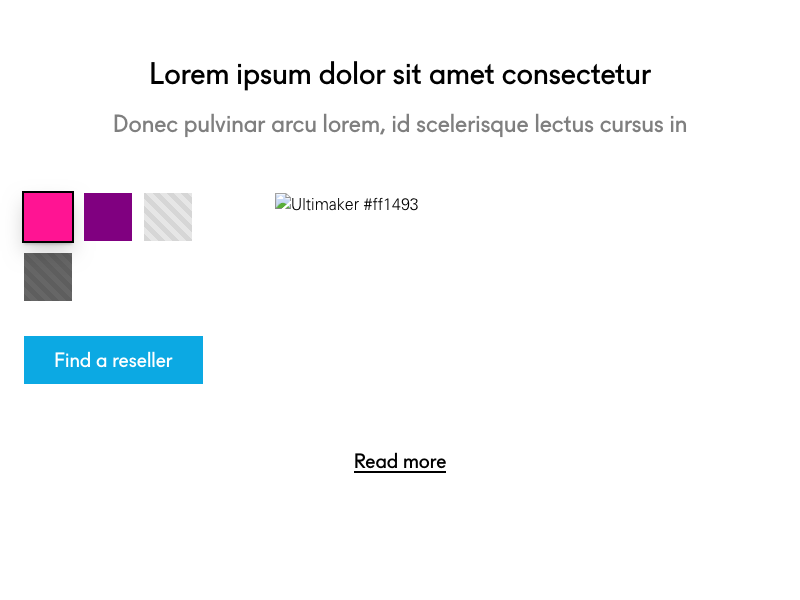 Lorem ipsum dolor sit amet consectetur
Donec pulvinar arcu lorem, id scelerisque lectus cursus in
Ultimaker #ff1493
Find a reseller
Read more